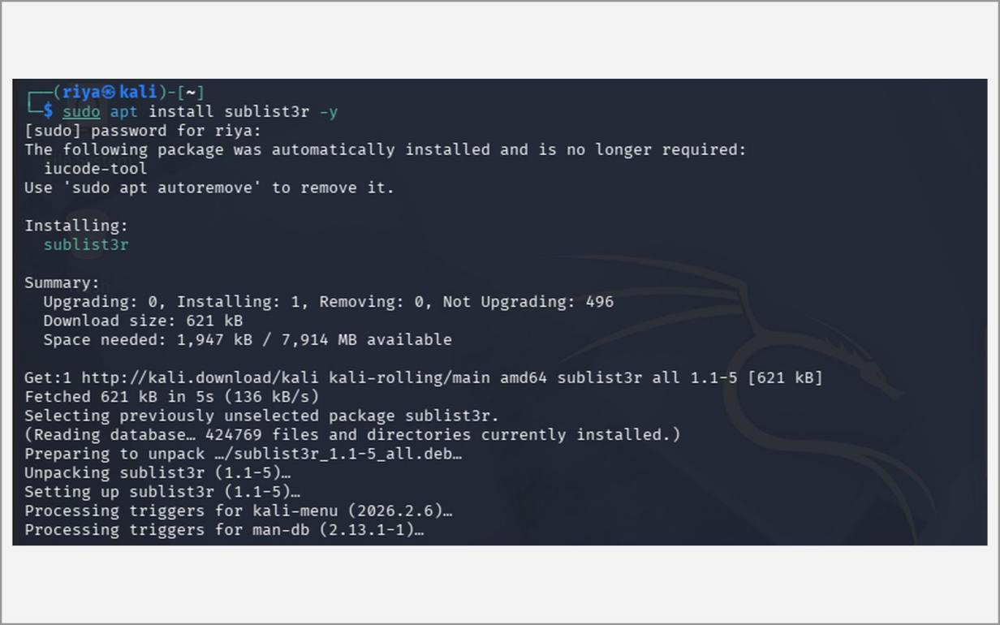 ┌──(riya㉿kali)-[~]
└─$ sudo apt install sublist3r -y
[sudo] password for riya:
The following package was automatically installed and is no longer required:
  iucode-tool
Use 'sudo apt autoremove' to remove it.

Installing:
  sublist3r

Summary:
  Upgrading: 0, Installing: 1, Removing: 0, Not Upgrading: 496
  Download size: 621 kB
  Space needed: 1,947 kB / 7,914 MB available

Get:1 http://kali.download/kali kali-rolling/main amd64 sublist3r all 1.1-5 [621 kB]
Fetched 621 kB in 5s (136 kB/s)
Selecting previously unselected package sublist3r.
(Reading database… 424769 files and directories currently installed.)
Preparing to unpack …/sublist3r_1.1-5_all.deb…
Unpacking sublist3r (1.1-5)…
Setting up sublist3r (1.1-5)…
Processing triggers for kali-menu (2026.2.6)…
Processing triggers for man-db (2.13.1-1)…